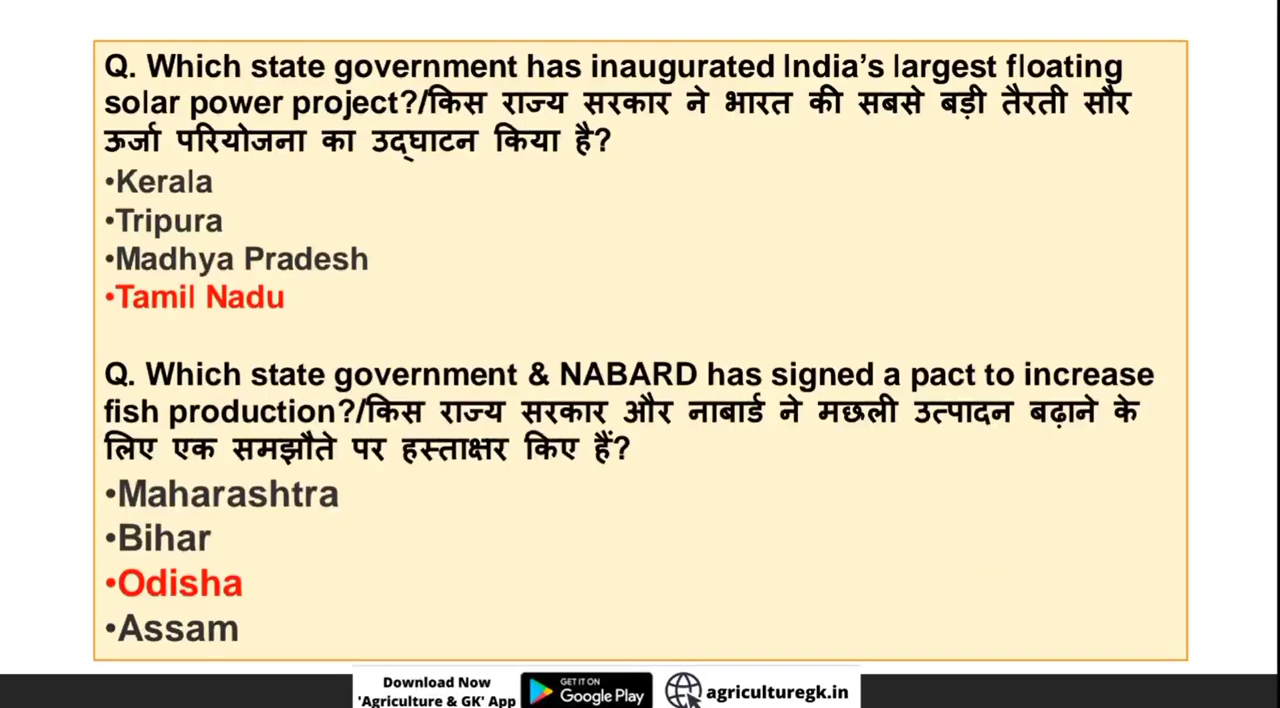 Q. Which state government has inaugurated India's largest floating
solar power project?/किस राज्य सरकार ने भारत की सबसे बड़ी तैरती सौर
ऊर्जा परियोजना का उद्घाटन किया है?
•Kerala
•Tripura
•Madhya Pradesh
•Tamil Nadu
Q. Which state government & NABARD has signed a pact to increase
fish production?/किस राज्य सरकार और नाबार्ड ने मछली उत्पादन बढ़ाने के
लिए एक समझौते पर हस्ताक्षर किए हैं?
•Maharashtra
•Bihar
•Odisha
•Assam
Download Now
'Agriculture & GK' App
GET IT ON
Google Play
agriculturegk.in